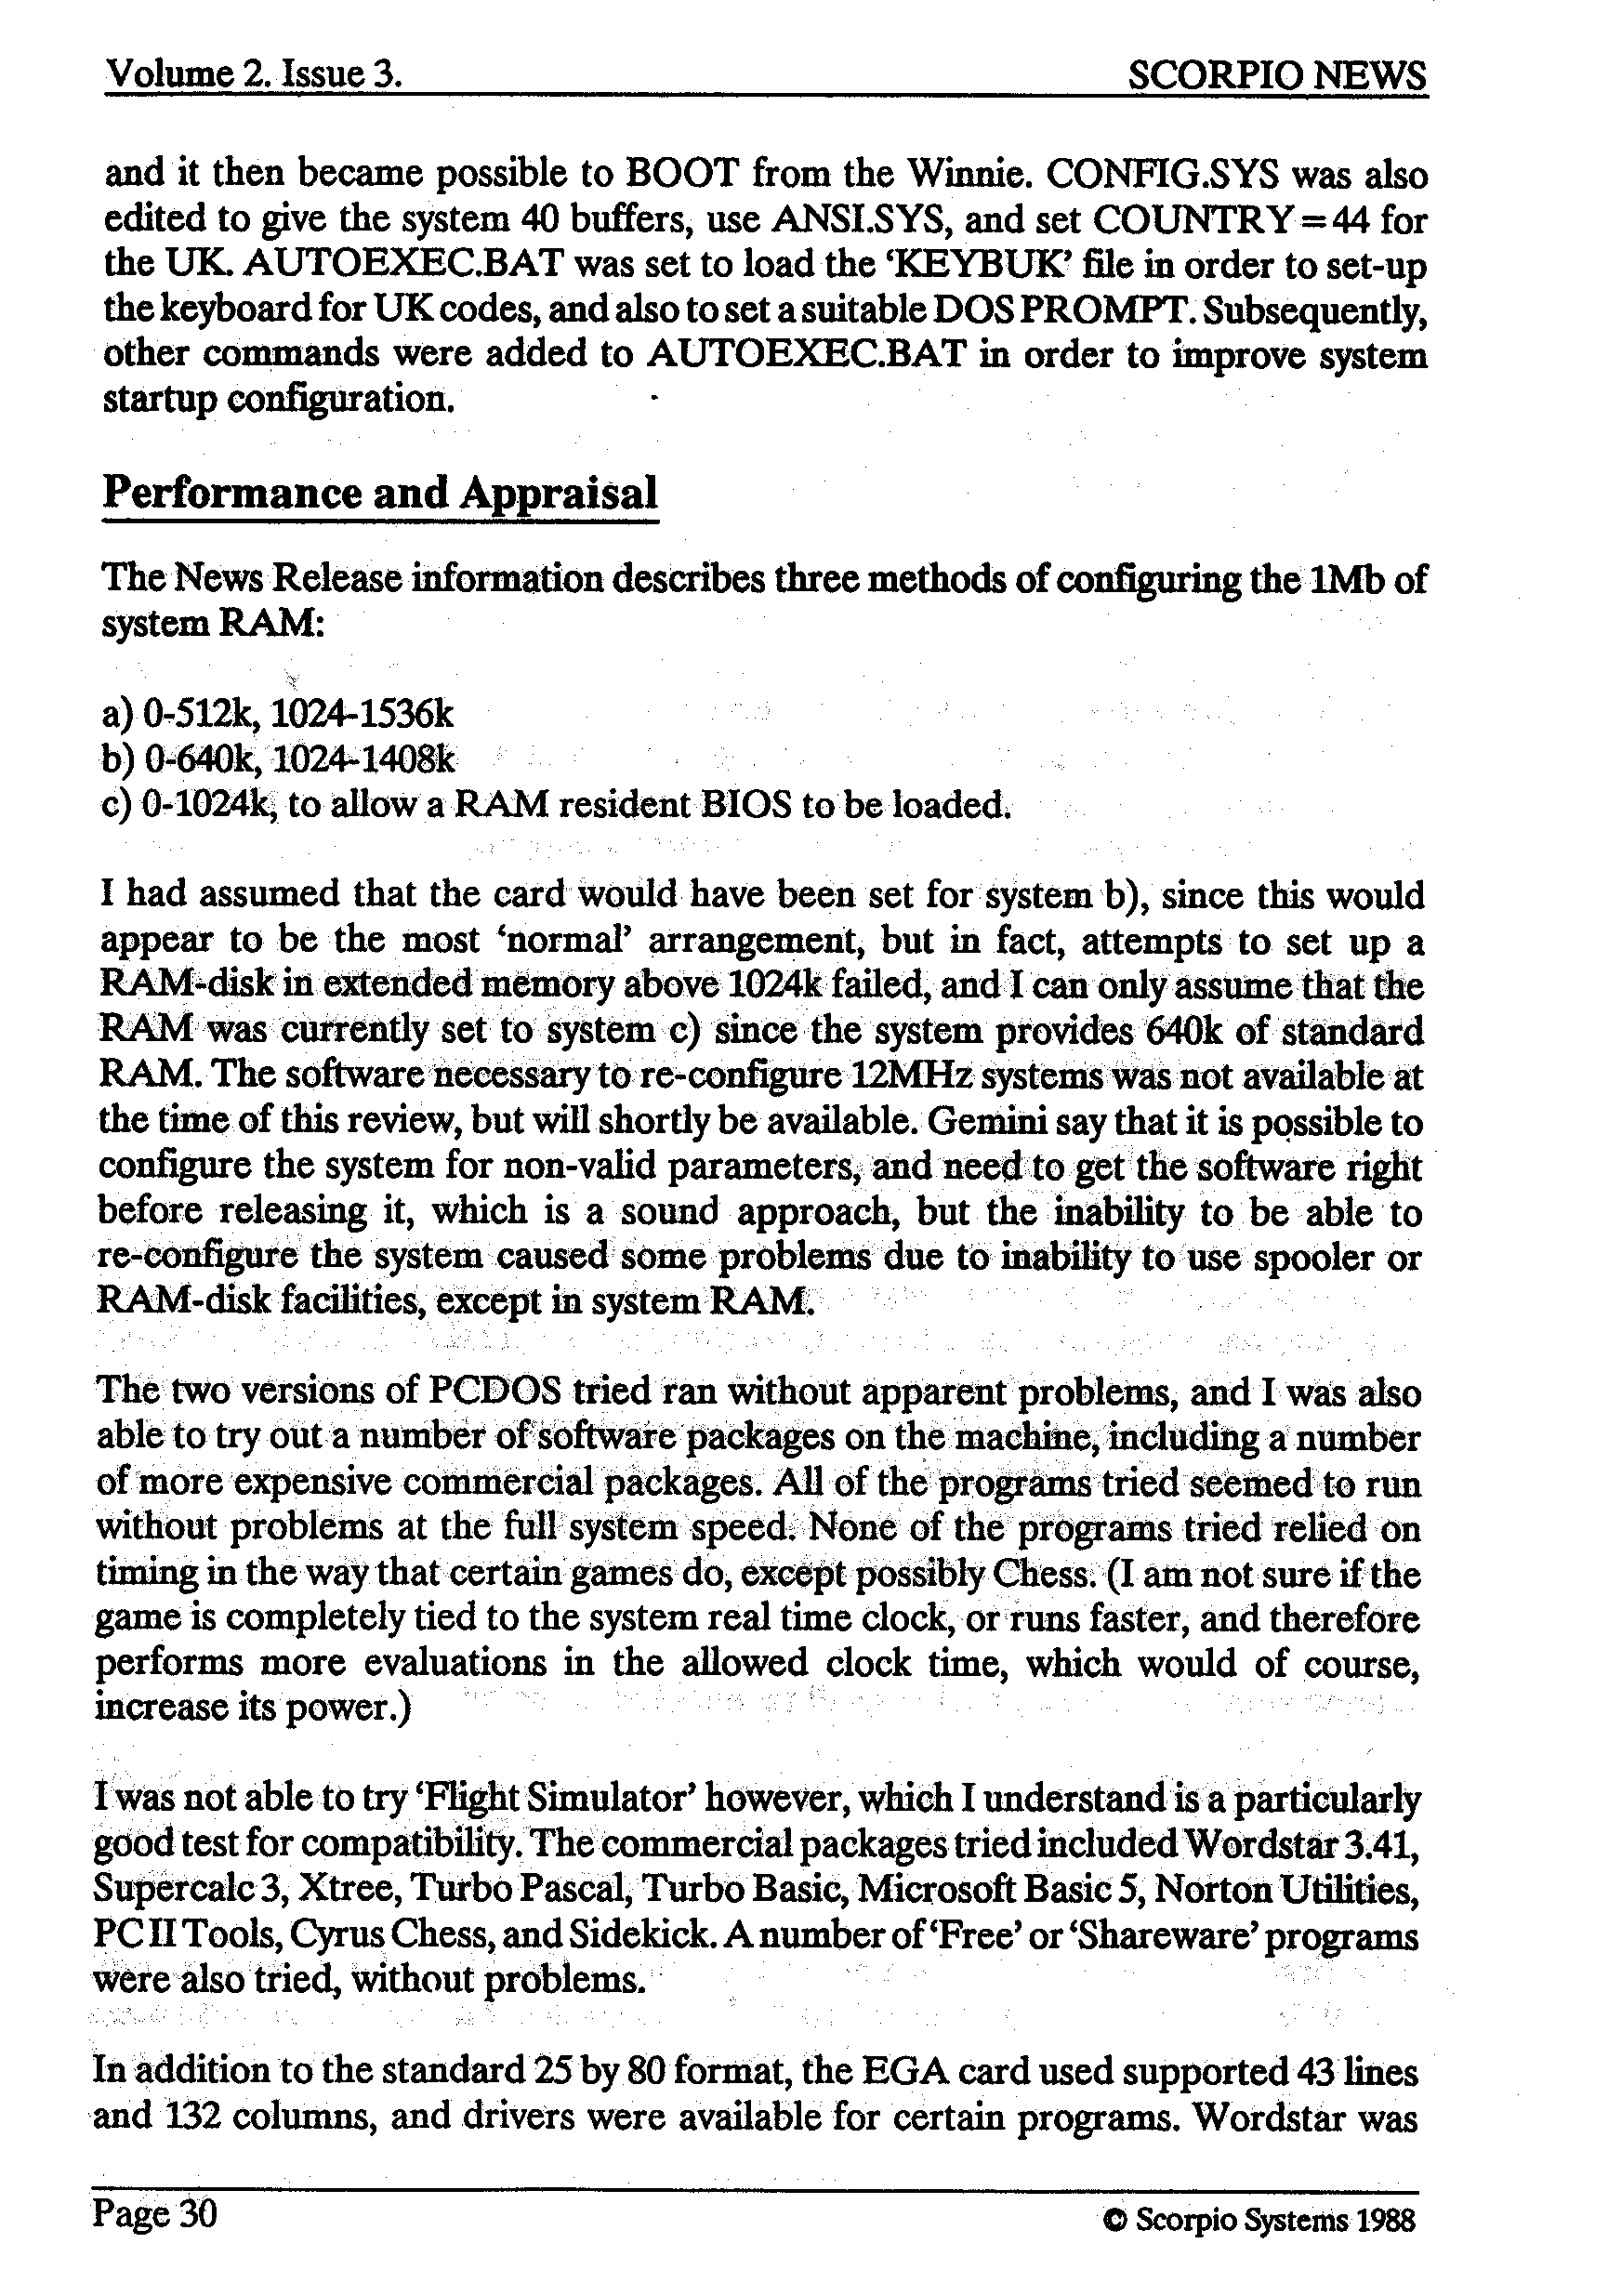 Volume 2. Issue 3. SCORPIO NEWS
and it then became possible to BOOT from the Winnie. CONFIG.SYS was also
edited to give the system 40 buffers, use ANSI.SYS, and set COUNTRY=44 for
the UK. AUTOEXEC.BAT was set to load the ‘KEYBUK’ file in order to set-up
the keyboard for UK codes, and also to set a suitable DOS PROMPT. Subsequently,
other commands were added to AUTOEXEC.BAT in order to improve system
startup configuration.
Performance and Appraisal
The News Release information describes three methods of configuring the 1Mb of
system RAM:
a) 0-512k, 1024-1536k
b) 0-640k, 1024-1408k
c) 0-1024k, to allow a RAM resident BIOS to be loaded.
I had assumed that the card would have been set for system b), since this would
appear to be the most ‘normal’ arrangement, but in fact, attempts to set up a
RAM-disk in extended memory above 1024k failed, and I can only assume that the
RAM was currently set to system c) since the system provides 640k of standard
RAM. The software necessary to re-configure 12MHz systems was not available at
the time of this review, but will shortly be available. Gemini say that it is possible to
configure the system for non-valid parameters, and need to get the software right
before releasing it, which is a sound approach, but the inability to be able to
re-configure the system caused some problems due to inability to use spooler or
RAM-disk facilities, except in system RAM.
The two versions of PCDOS tried ran without apparent problems, and I was also
able to try out a number of software packages on the machine, including a number
of more expensive commercial packages. All of the programs tried seemed to run
without problems at the full system speed. None of the programs tried relied on
timing in the way that certain games do, except possibly Chess. (I am not sure if the
game is completely tied to the system real time clock, or runs faster, and therefore
performs more evaluations in the allowed clock time, which would of course,
increase its power.)
I was not able to try ‘Flight Simulator’ however, which I understand is a particularly
good test for compatibility. The commercial packages tried included Wordstar 3.41,
Supercalc 3, Xtree, Turbo Pascal, Turbo Basic, Microsoft Basic 5, Norton Utilities,
PC II Tools, Cyrus Chess, and Sidekick. A number of ‘Free’ or ‘Shareware’ programs
were also tried, without problems.
In addition to the standard 25 by 80 format, the EGA card used supported 43 lines
and 132 columns, and drivers were available for certain programs. Wordstar was
Page 30 © Scorpio Systems 1988